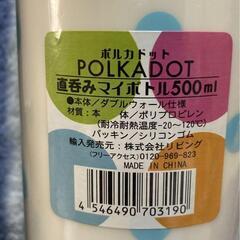 ポルカドット
POLKADOT
直呑みマイボトル500ml
●本体／ダブルウォール仕様
材質：本　体／ポリプロピレン
(耐冷耐熱温度-20～120℃)
パッキン／シリコンゴム
輸入発売元：株式会社リビング
(フリーアクセス)0120-969-823
MADE IN CHINA
4 546490 703190